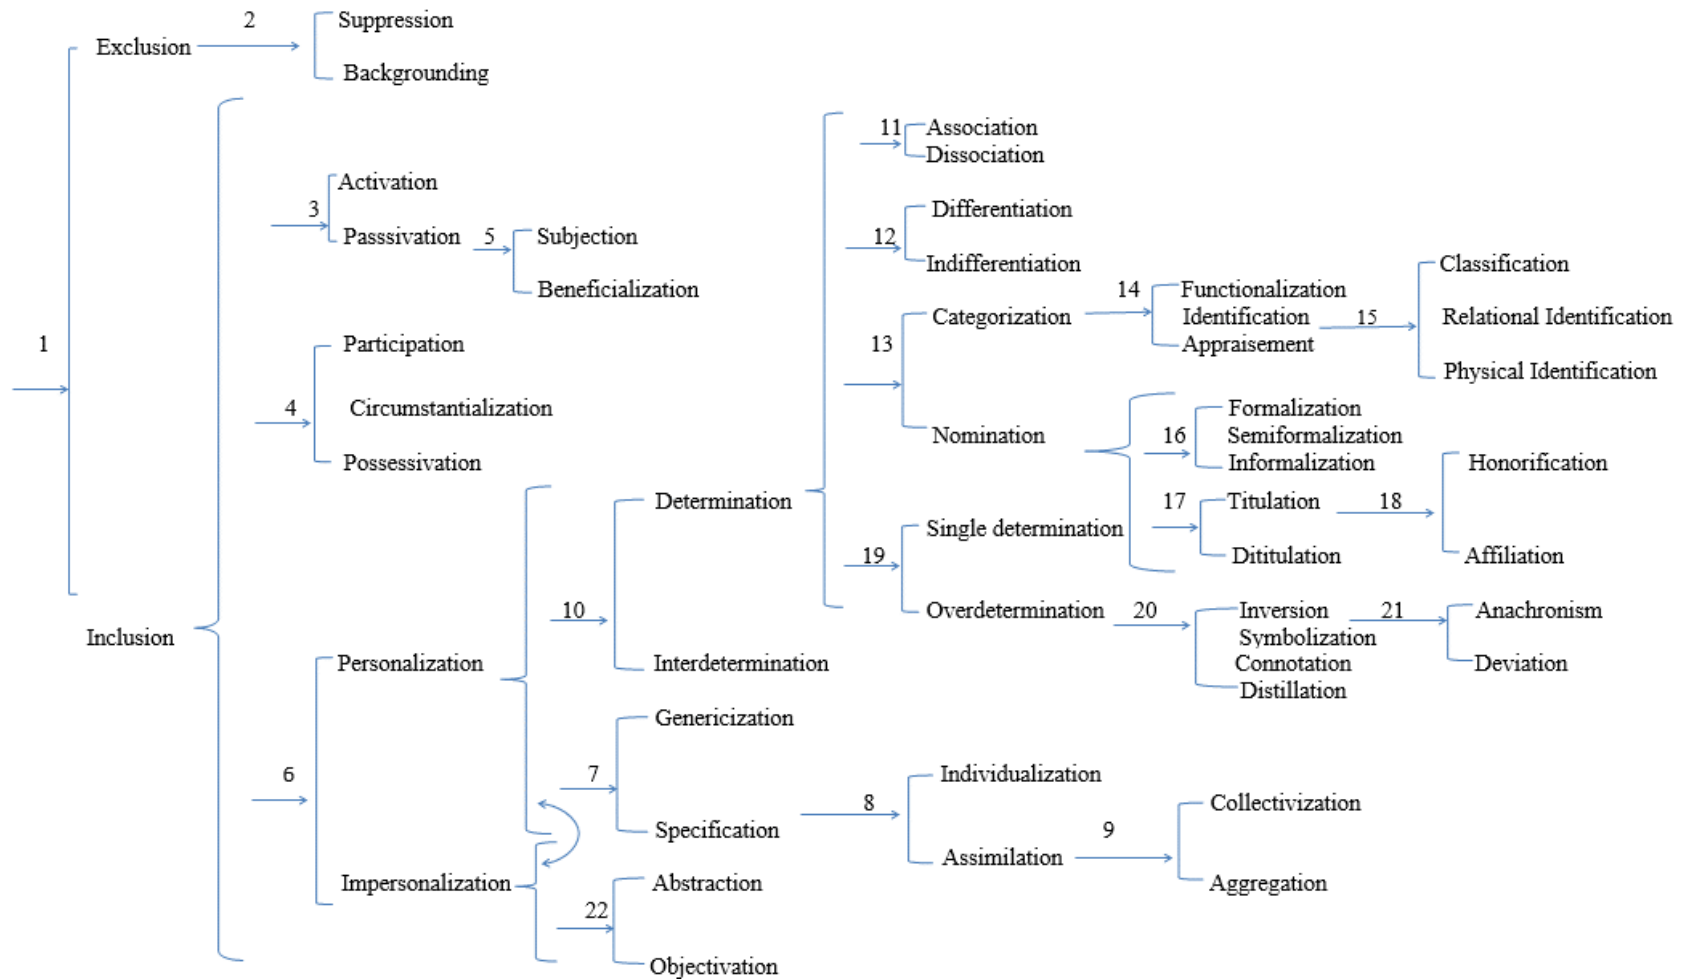 2
Suppression
Exclusion
Backgrounding
11
Association
Dissociation
Activation
3
Passsivation
5
Subjection
Beneficialization
Differentiation
12
Indifferentiation
Classification
14
Functionalization
Identification
Appraisement
15
Relational Identification
Physical Identification
Categorization
13
Nomination
1
Participation
4
Circumstantialization
Possessivation
16
Formalization
Semiformalization
Informalization
Honorification
17
Titulation
18
Dititulation
Affiliation
Determination
Single determination
19
Overdetermination
20
Inversion
21
Anachronism
Symbolization
Connotation
Deviation
Distillation
10
Interdetermination
Inclusion
Personalization
Genericization
6
7
Specification
8
Individualization
Assimilation
9
Collectivization
Aggregation
Impersonalization
Abstraction
22
Objectivation